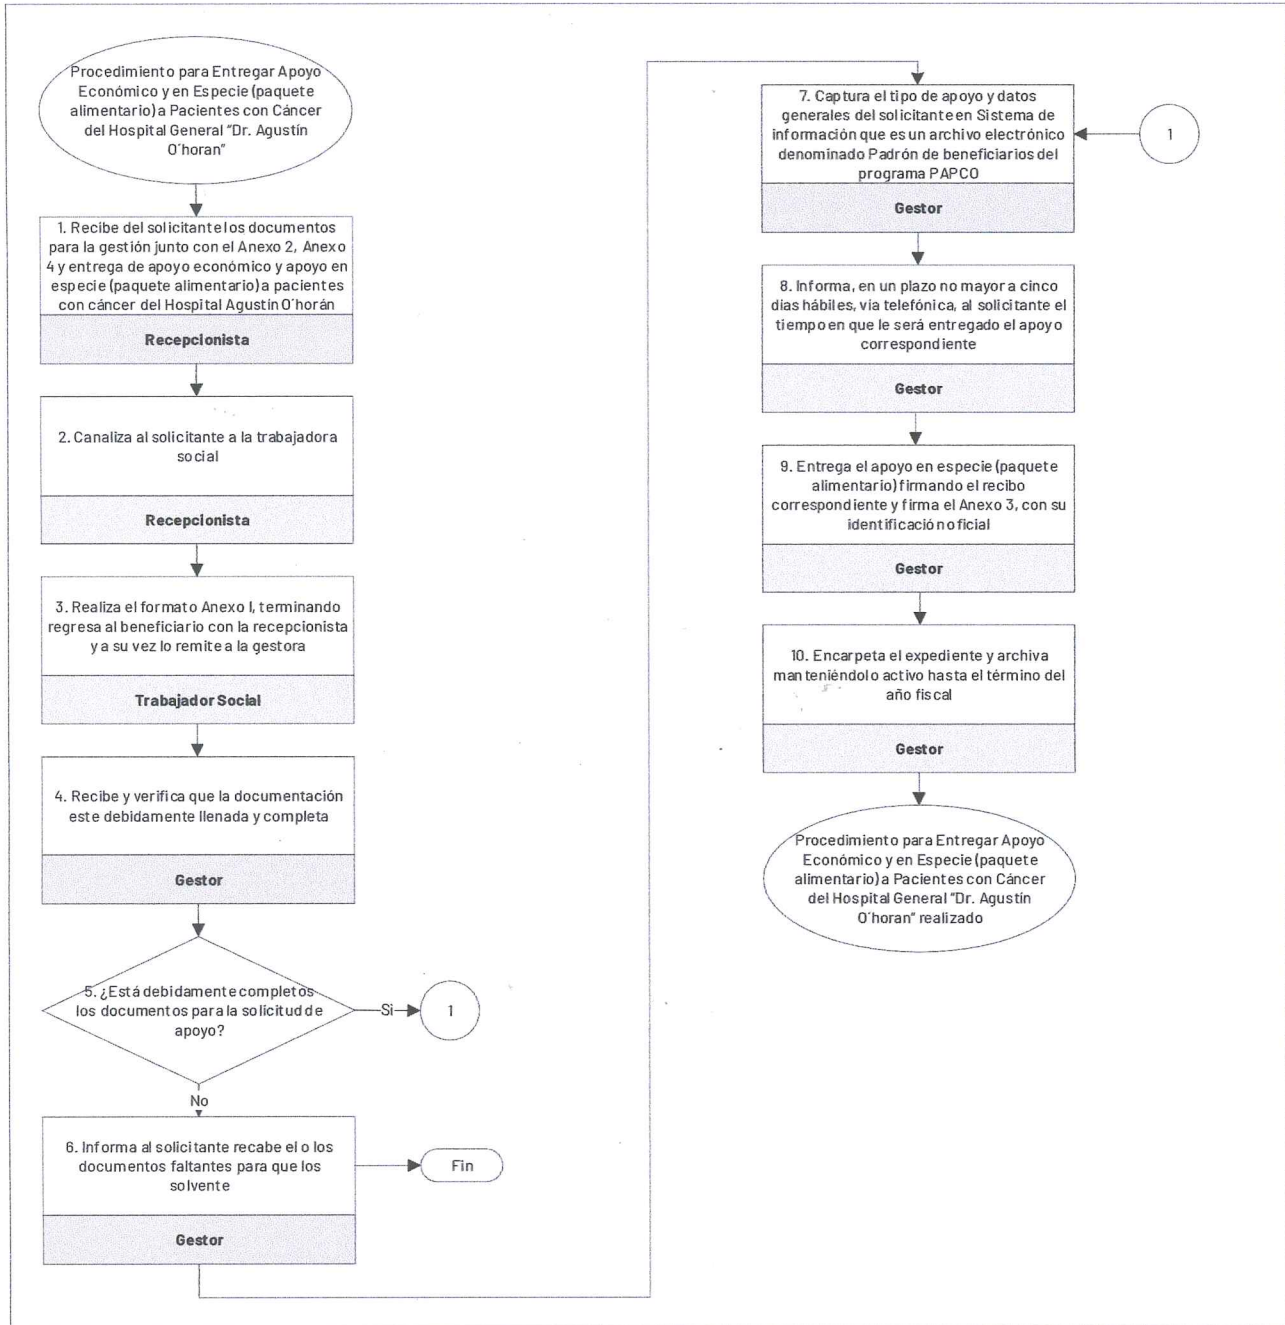 Procedimiento para Entregar Apoyo
Económico y en Especie (paquete
alimentario) a Pacientes con Cáncer
del Hospital General "Dr. Agustín
O´horan"
1. Recibe del solicitante los documentos
para la gestión junto con el Anexo 2, Anexo
4 y entrega de apoyo económico y apoyo en
especie (paquete alimentario) a pacientes
con cáncer del Hospital Agustín O´horán
Recepcionista
2. Canaliza al solicitante a la trabajadora
social
Recepcionista
3. Realiza el formato Anexo I, terminando
regresa al beneficiario con la recepcionista
y a su vez lo remite a la gestora
Trabajador Social
4. Recibe y verifica que la documentación
este debidamente llenada y completa
Gestor
5. ¿Está debidamente completos
los documentos para la solicitud de
apoyo?
Si
1
No
6. Informa al solicitante recabe el o los
documentos faltantes para que los
solvente
Gestor
Fin
7. Captura el tipo de apoyo y datos
generales del solicitante en Sistema de
información que es un archivo electrónico
denominado Padrón de beneficiarios del
programa PAPCO
Gestor
1
8. Informa, en un plazo no mayor a cinco
días hábiles, vía telefónica, al solicitante el
tiempo en que le será entregado el apoyo
correspondiente
Gestor
9. Entrega el apoyo en especie (paquete
alimentario) firmando el recibo
correspondiente y firma el Anexo 3, con su
identificación oficial
Gestor
10. Encarpeta el expediente y archiva
manteniéndolo activo hasta el término del
año fiscal
Gestor
Procedimiento para Entregar Apoyo
Económico y en Especie (paquete
alimentario) a Pacientes con Cáncer
del Hospital General "Dr. Agustín
O´horan" realizado